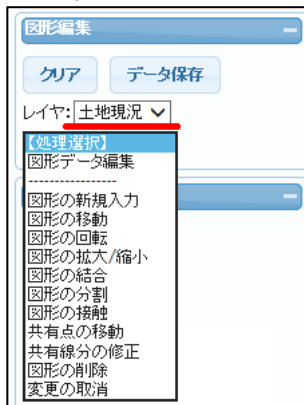 図形編集
クリア データ保存
レイヤ: 土地現況
【処理選択】
図形データ編集
----------------
図形の新規入力
図形の移動
図形の回転
図形の拡大/縮小
図形の結合
図形の分割
図形の接触
共有点の移動
共有線分の修正
図形の削除
変更の取消